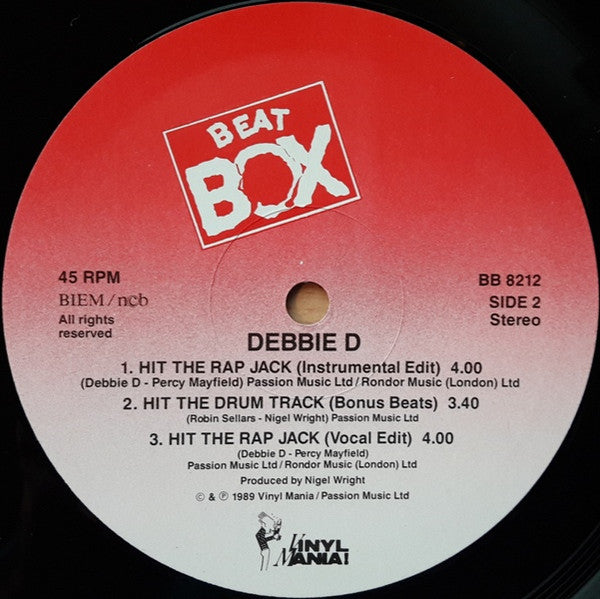 BEAT
BOX
45 RPM
BIEM/ncb
All rights
reserved
BB 8212
SIDE 2
Stereo
DEBBIE D
1. HIT THE RAP JACK (Instrumental Edit) 4.00
(Debbie D - Percy Mayfield) Passion Music Ltd / Rondor Music (London) Ltd
2. HIT THE DRUM TRACK (Bonus Beats) 3.40
(Robin Sellars - Nigel Wright) Passion Music Ltd
3. HIT THE RAP JACK (Vocal Edit) 4.00
(Debbie D - Percy Mayfield)
Passion Music Ltd / Rondor Music (London) Ltd
Produced by Nigel Wright
© & ℗ 1989 Vinyl Mania / Passion Music Ltd
VINYL
MANIA!